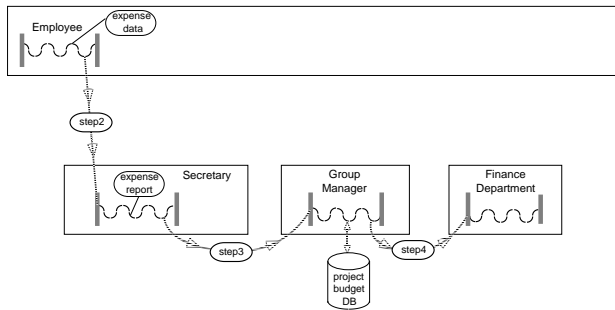 Employee
expense
data
step2
Secretary
expense
report
Group
Manager
Finance
Department
step3
step4
project
budget
DB